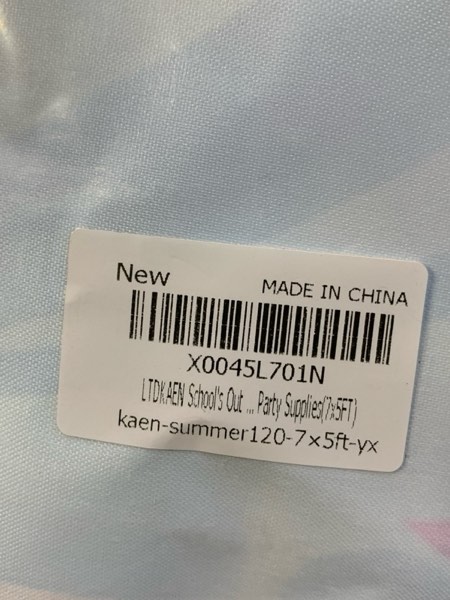 New
MADE IN CHINA
X0045L701N
LTDKAEN School's Out ... Party Supplies(7x5FT)
kaen-summer120-7x5ft-yx